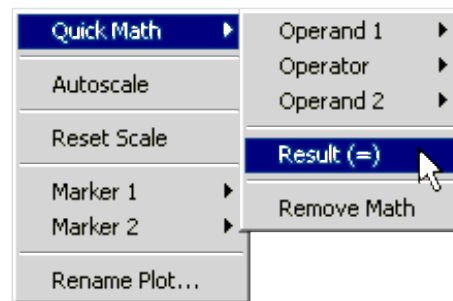 Quick Math
Autoscale
Reset Scale
Marker 1
Marker 2
Rename Plot...
Operand 1
Operator
Operand 2
Result (=)
Remove Math